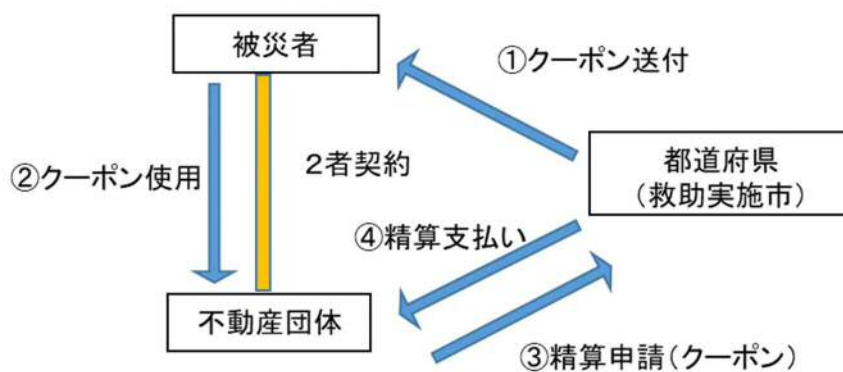 被災者
①クーポン送付
②クーポン使用
2者契約
都道府県
(救助実施市)
④精算支払い
不動産団体
③精算申請(クーポン)